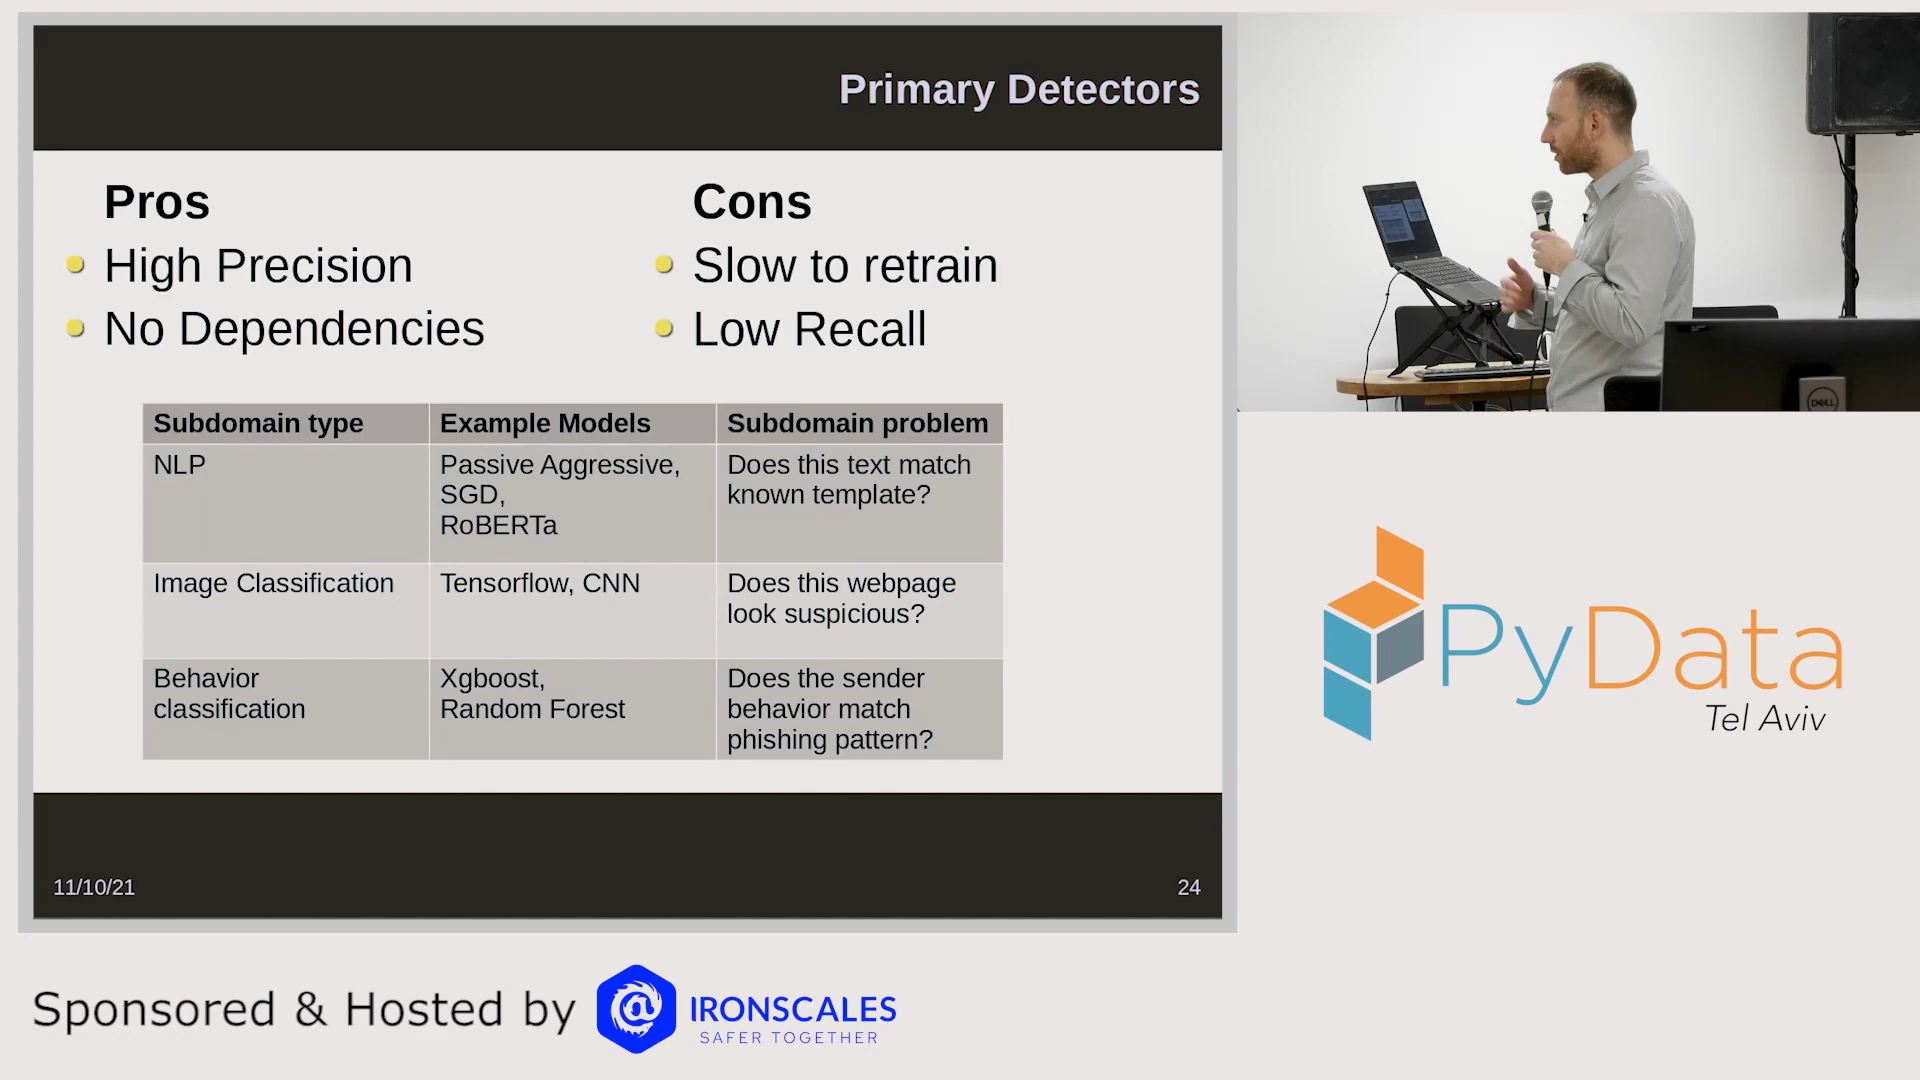 Primary Detectors
Pros
High Precision
No Dependencies
Cons
Slow to retrain
Low Recall
Subdomain type
Example Models
Subdomain problem
NLP
Passive Aggressive,
SGD,
RoBERTa
Does this text match
known template?
Image Classification
Tensorflow, CNN
Does this webpage
look suspicious?
Behavior
classification
Xgboost,
Random Forest
Does the sender
behavior match
phishing pattern?
11/10/21
24
DELL
PyData
Tel Aviv
Sponsored & Hosted by
IRONSCALES
SAFER TOGETHER